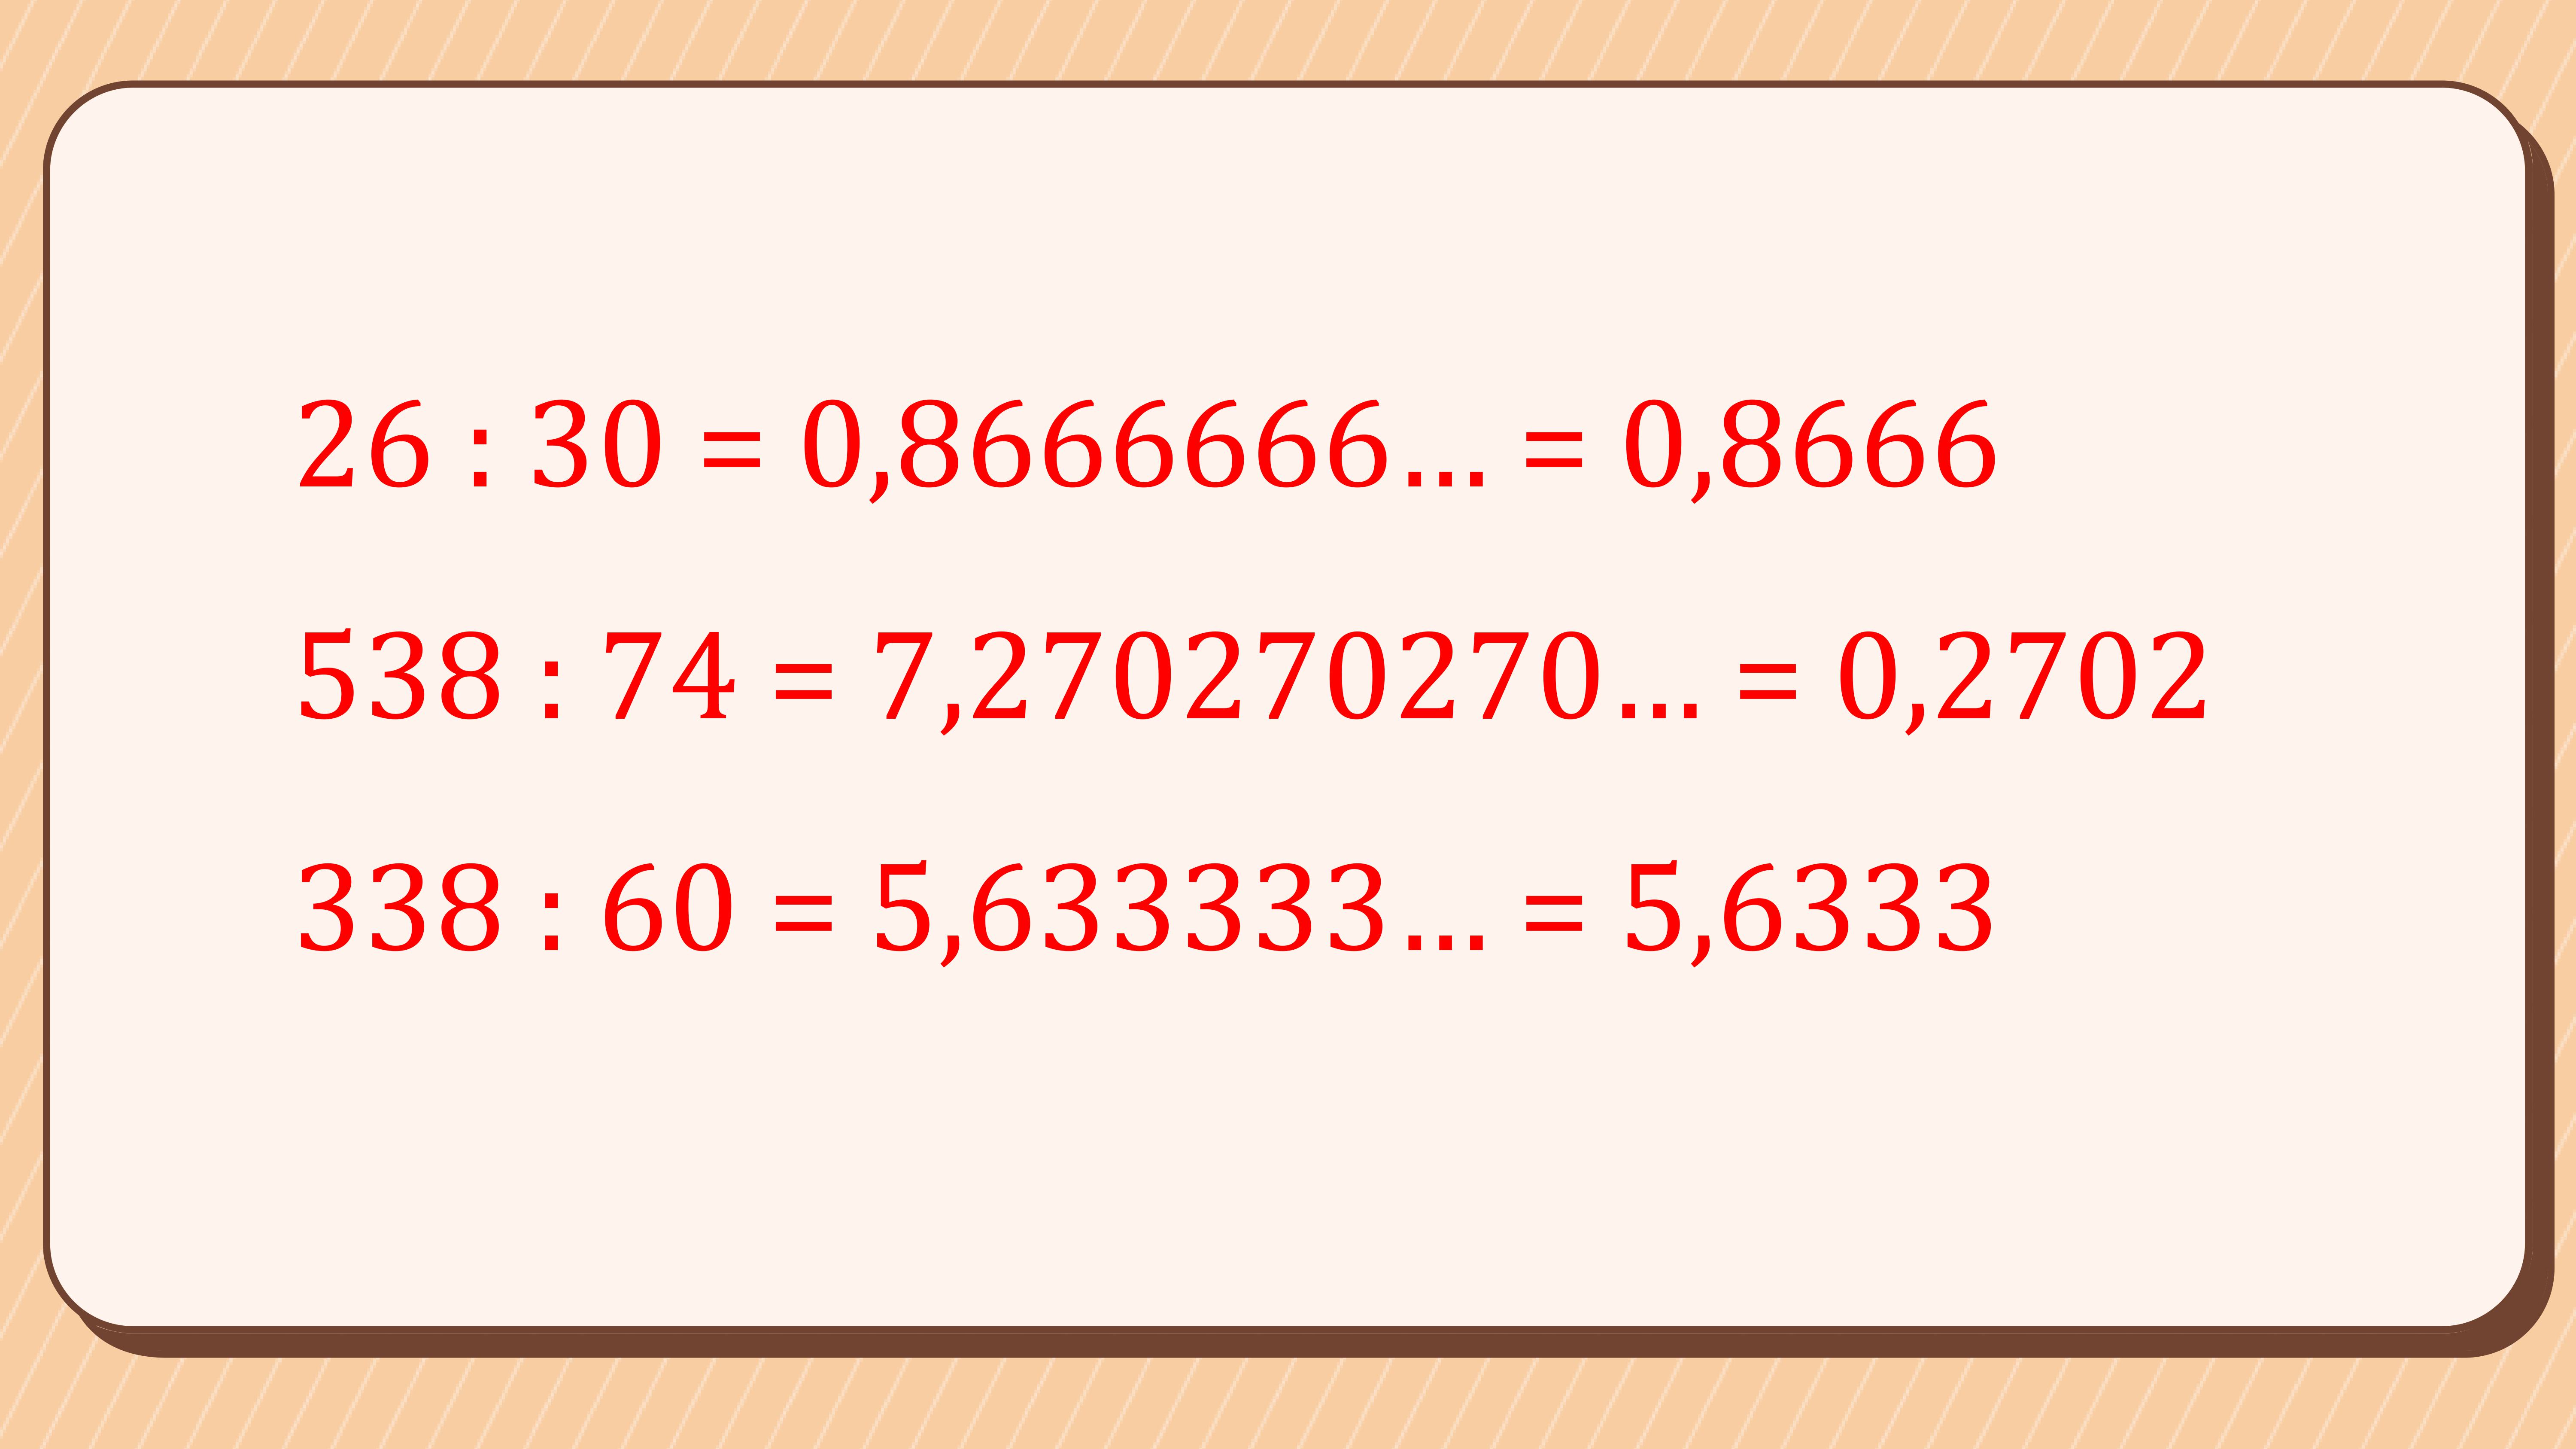 26 : 30 = 0,8666666… = 0,8666
538 : 74 = 7,270270270… = 0,2702
338 : 60 = 5,633333… = 5,6333